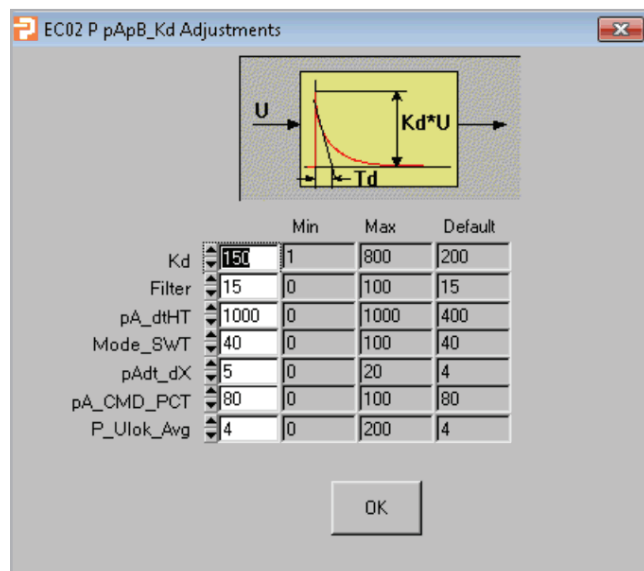 EC02 P pApB_Kd Adjustments
U
Kd*U
Td
Min Max Default
Kd 150 1 800 200
Filter 15 0 100 15
pA_dtHT 1000 0 1000 400
Mode_SWT 40 0 100 40
pAdt_dX 5 0 20 4
pA_CMD_PCT 80 0 100 80
P_Ulok_Avg 4 0 200 4
OK